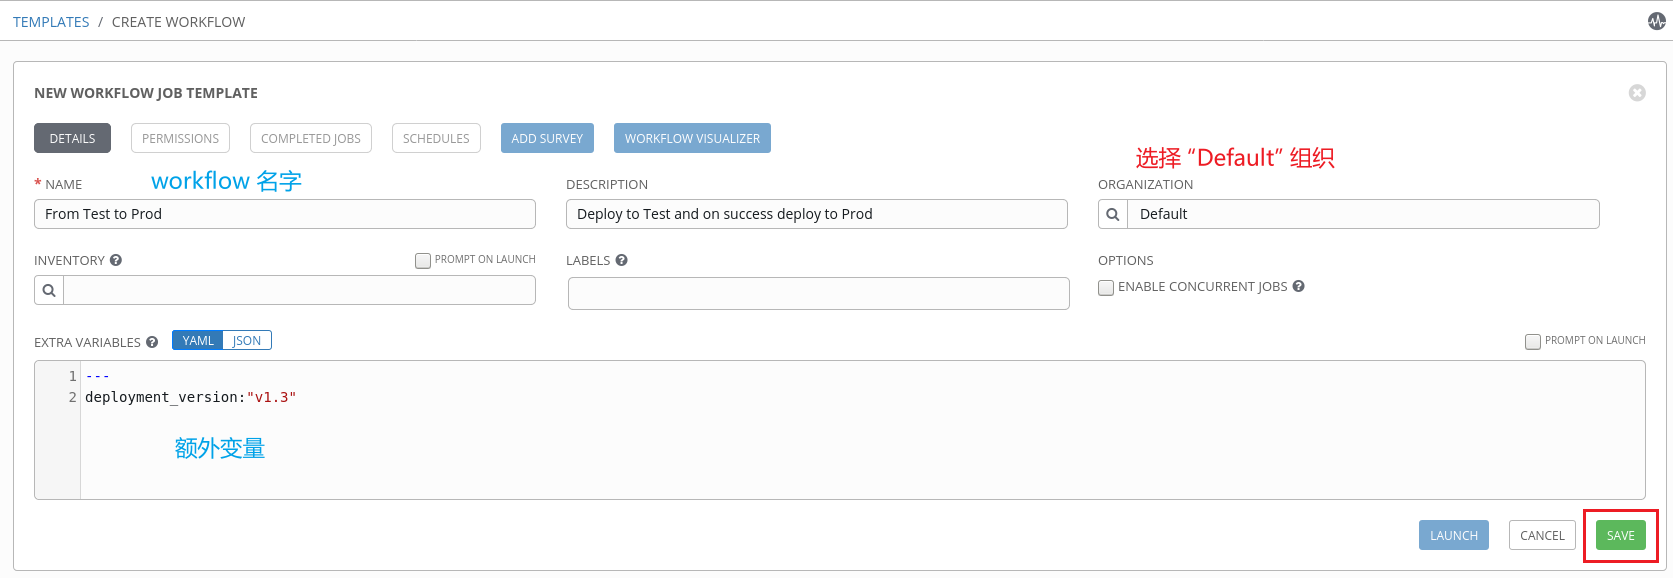 TEMPLATES / CREATE WORKFLOW
NEW WORKFLOW JOB TEMPLATE
DETAILS PERMISSIONS COMPLETED JOBS SCHEDULES ADD SURVEY WORKFLOW VISUALIZER
选择 “Default” 组织
* NAME workflow 名字 DESCRIPTION ORGANIZATION
From Test to Prod Deploy to Test and on success deploy to Prod Default
INVENTORY PROMPT ON LAUNCH LABELS OPTIONS
ENABLE CONCURRENT JOBS
EXTRA VARIABLES YAML JSON PROMPT ON LAUNCH
1 ---
2 deployment_version:"v1.3"
额外变量
LAUNCH CANCEL SAVE